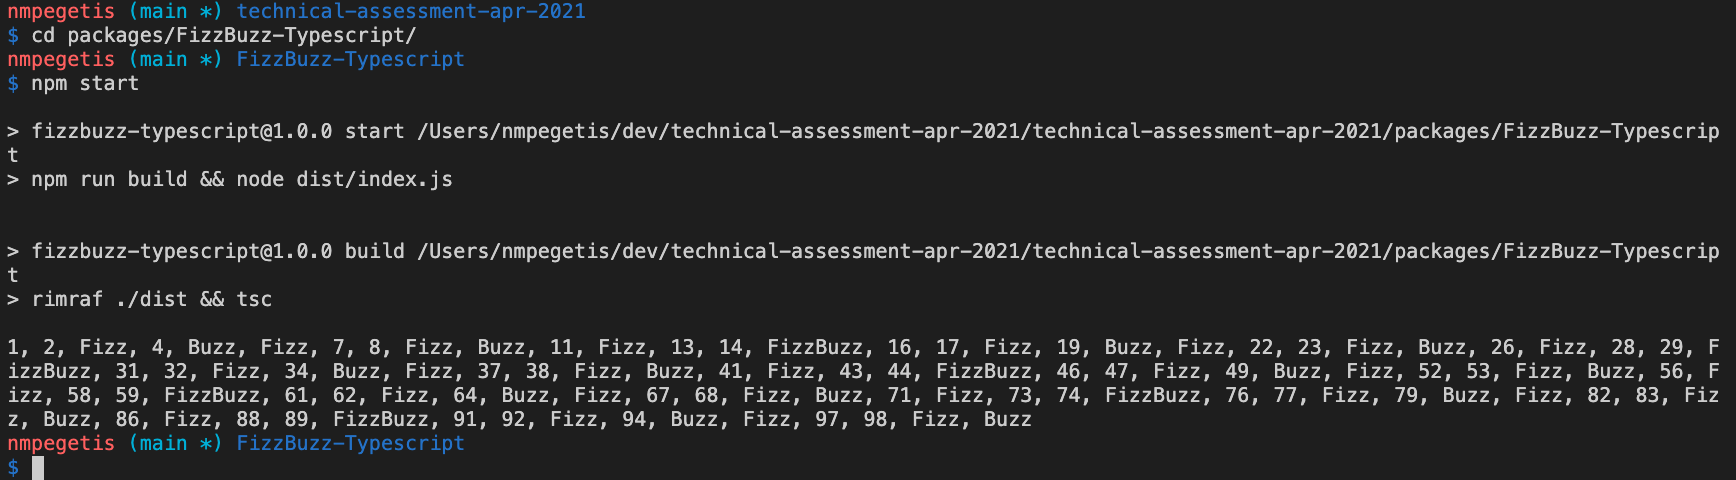 nmpegetis (main *) technical-assessment-apr-2021
$ cd packages/FizzBuzz-Typescript/
nmpegetis (main *) FizzBuzz-Typescript
$ npm start
> fizzbuzz-typescript@1.0.0 start /Users/nmpegetis/dev/technical-assessment-apr-2021/technical-assessment-apr-2021/packages/FizzBuzz-Typescrip
t
> npm run build && node dist/index.js
> fizzbuzz-typescript@1.0.0 build /Users/nmpegetis/dev/technical-assessment-apr-2021/technical-assessment-apr-2021/packages/FizzBuzz-Typescrip
t
> rimraf ./dist && tsc
1, 2, Fizz, 4, Buzz, Fizz, 7, 8, Fizz, Buzz, 11, Fizz, 13, 14, FizzBuzz, 16, 17, Fizz, 19, Buzz, Fizz, 22, 23, Fizz, Buzz, 26, Fizz, 28, 29, F
izzBuzz, 31, 32, Fizz, 34, Buzz, Fizz, 37, 38, Fizz, Buzz, 41, Fizz, 43, 44, FizzBuzz, 46, 47, Fizz, 49, Buzz, Fizz, 52, 53, Fizz, Buzz, 56, F
izz, 58, 59, FizzBuzz, 61, 62, Fizz, 64, Buzz, Fizz, 67, 68, Fizz, Buzz, 71, Fizz, 73, 74, FizzBuzz, 76, 77, Fizz, 79, Buzz, Fizz, 82, 83, Fiz
z, Buzz, 86, Fizz, 88, 89, FizzBuzz, 91, 92, Fizz, 94, Buzz, Fizz, 97, 98, Fizz, Buzz
nmpegetis (main *) FizzBuzz-Typescript
$